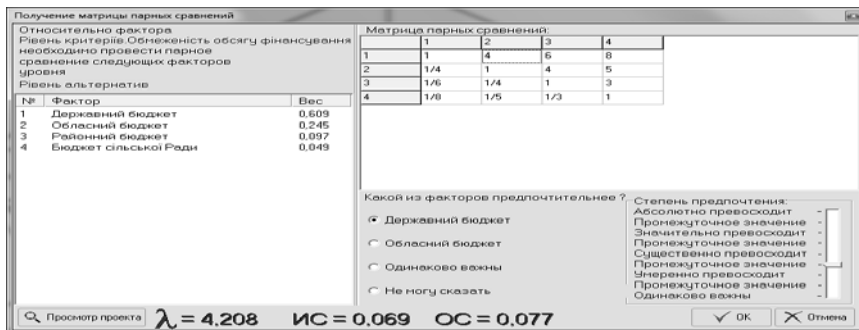 Получение матрицы парных сравнений
Относительно фактора
Рівень критеріїв.Обмеженість обсягу фінансування
необходимо провести парное
сравнение следующих факторов
уровня
Рівень альтернатив
№ Фактор Вес
1 Державний бюджет 0,609
2 Обласний бюджет 0,245
3 Районний бюджет 0,097
4 Бюджет сільської Ради 0,049
Матрица парных сравнений:
1 2 3 4
1 1 4 6 8
2 1/4 1 4 5
3 1/6 1/4 1 3
4 1/8 1/5 1/3 1
Какой из факторов предпочтительнее ?
Державний бюджет
Обласний бюджет
Одинаково важны
Не могу сказать
Степень предпочтения:
Абсолютно превосходит -
Промежуточное значение -
Значительно превосходит -
Промежуточное значение -
Существенно превосходит -
Промежуточное значение -
Умеренно превосходит -
Промежуточное значение -
Одинаково важны -
Просмотр проекта λ = 4,208 ИС = 0,069 ОС = 0,077
OK Отмена